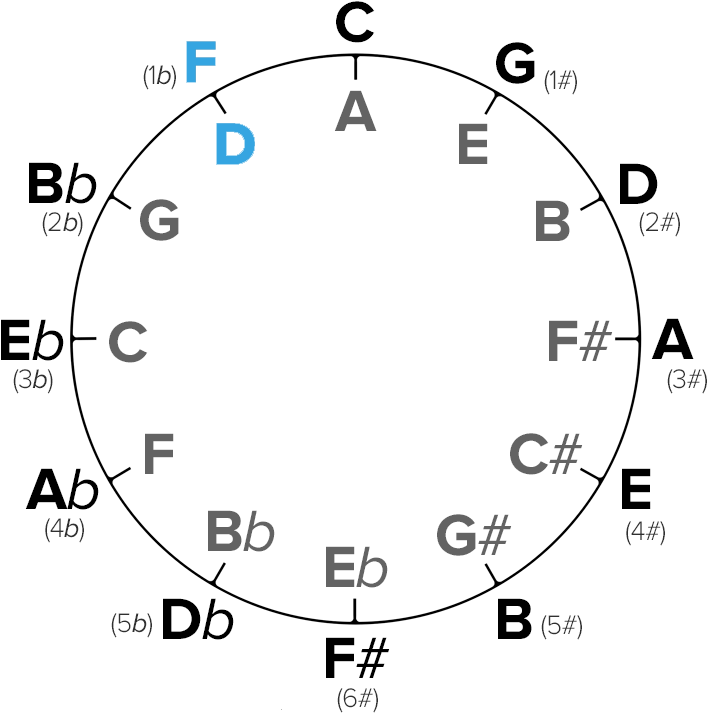 C
F
(1b)
G
(1#)
A
D
E
Bb
(2b)
G
B
D
(2#)
Eb
(3b)
C
F#
A
(3#)
Ab
(4b)
F
C#
E
(4#)
Bb
Eb
G#
(5b)
Db
B
(5#)
F#
(6#)